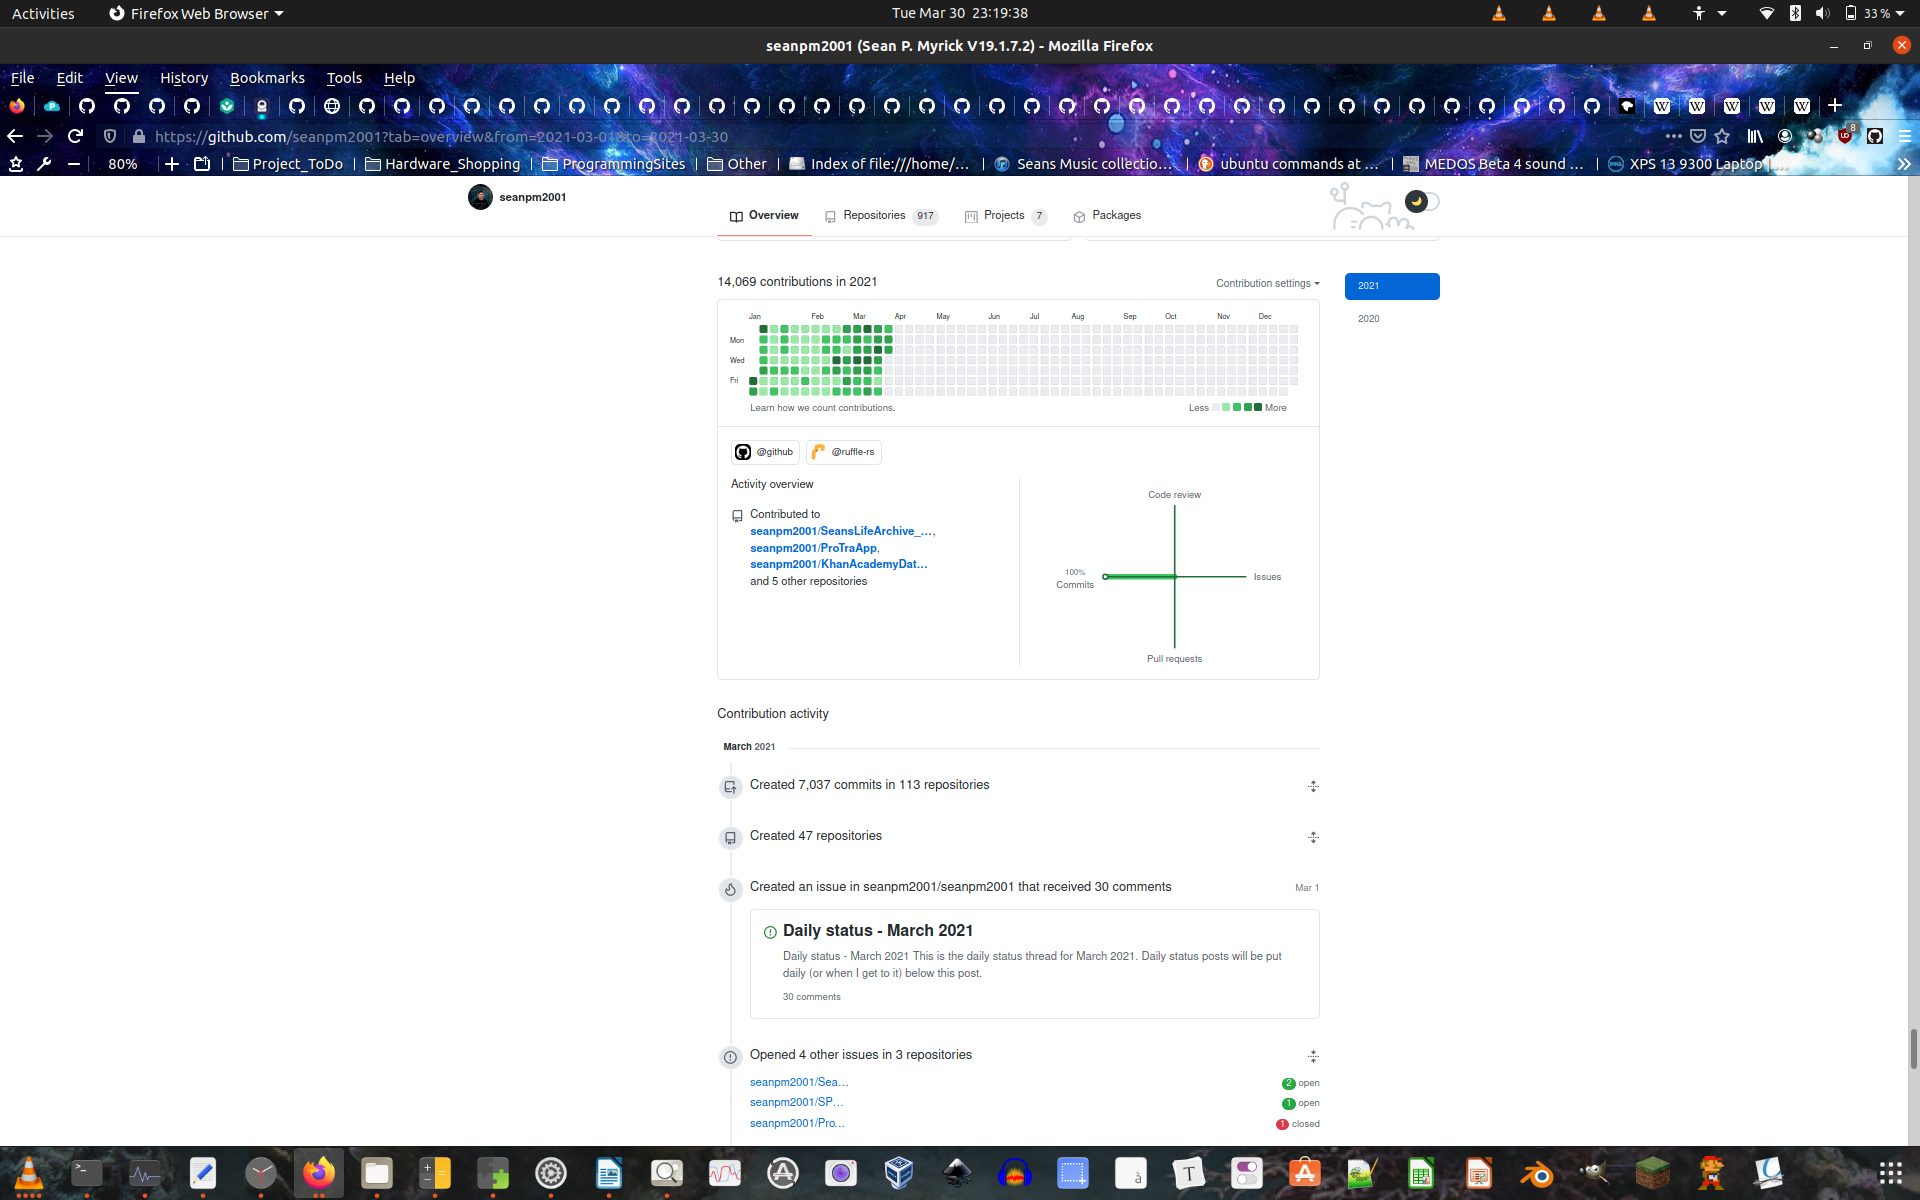 Activities
Firefox Web Browser
Tue Mar 30 23:19:38
33 %
seanpm2001 (Sean P. Myrick V19.1.7.2) - Mozilla Firefox
File Edit View History Bookmarks Tools Help
https://github.com/seanpm2001?tab=overview&from=2021-03-01&to=2021-03-30
8
80%
Project_ToDo
Hardware_Shopping
ProgrammingSites
Other
Index of file:///home/...
Seans Music collectio...
ubuntu commands at ...
MEDOS Beta 4 sound ...
XPS 13 9300 Laptop | ...
seanpm2001
Overview
Repositories 917
Projects 7
Packages
14,069 contributions in 2021
Contribution settings
2021
2020
Jan Feb Mar Apr May Jun Jul Aug Sep Oct Nov Dec
Mon
Wed
Fri
Learn how we count contributions.
Less More
@github
@ruffle-rs
Activity overview
Contributed to
seanpm2001/SeansLifeArchive_...,
seanpm2001/ProTraApp,
seanpm2001/KhanAcademyDat...
and 5 other repositories
Code review
100%
Commits
Issues
Pull requests
Contribution activity
March 2021
Created 7,037 commits in 113 repositories
Created 47 repositories
Created an issue in seanpm2001/seanpm2001 that received 30 comments
Mar 1
Daily status - March 2021
Daily status - March 2021 This is the daily status thread for March 2021. Daily status posts will be put
daily (or when I get to it) below this post.
30 comments
Opened 4 other issues in 3 repositories
seanpm2001/Sea...
2 open
seanpm2001/SP...
1 open
seanpm2001/Pro...
1 closed